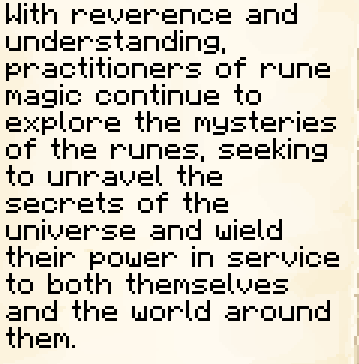 With reverence and
understanding,
practitioners of rune
magic continue to
explore the mysteries
of the runes, seeking
to unravel the
secrets of the
universe and wield
their power in service
to both themselves
and the world around
them.